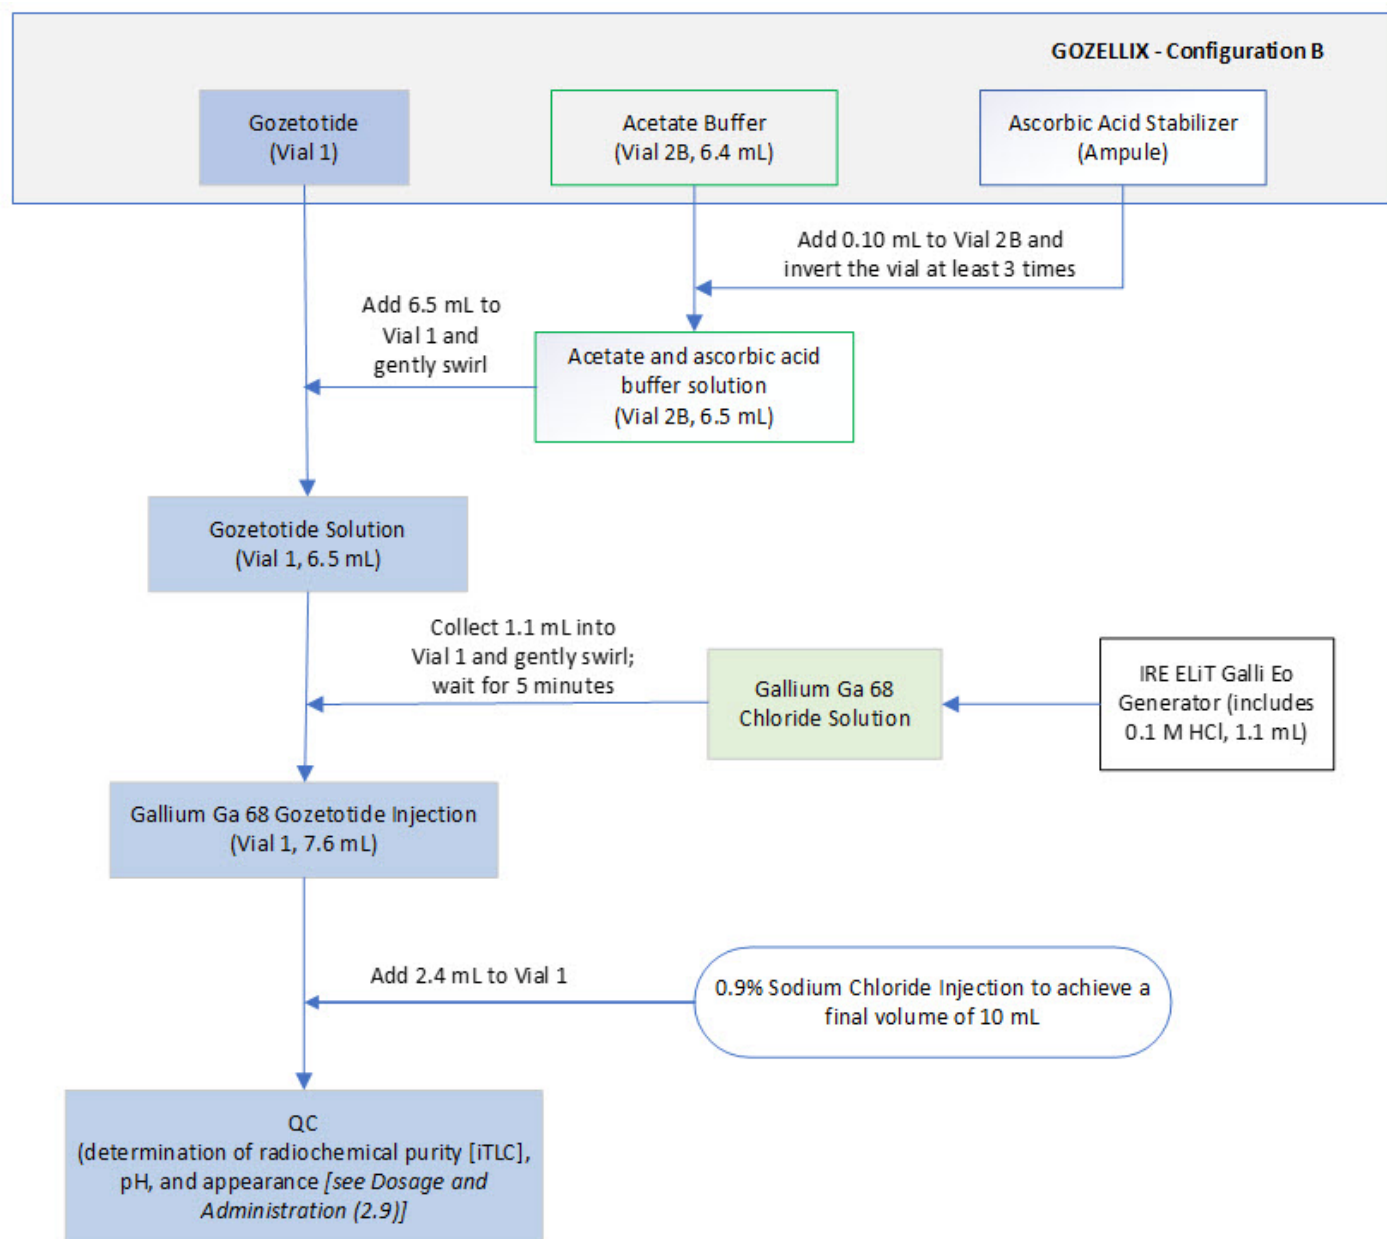 GOZELLIX - Configuration B
Gozetotide
(Vial 1)
Acetate Buffer
(Vial 2B, 6.4 mL)
Ascorbic Acid Stabilizer
(Ampule)
Add 0.10 mL to Vial 2B and
invert the vial at least 3 times
Add 6.5 mL to
Vial 1 and
gently swirl
Acetate and ascorbic acid
buffer solution
(Vial 2B, 6.5 mL)
Gozetotide Solution
(Vial 1, 6.5 mL)
Collect 1.1 mL into
Vial 1 and gently swirl;
wait for 5 minutes
Gallium Ga 68
Chloride Solution
IRE ELiT Galli Eo
Generator (includes
0.1 M HCl, 1.1 mL)
Gallium Ga 68 Gozetotide Injection
(Vial 1, 7.6 mL)
Add 2.4 mL to Vial 1
0.9% Sodium Chloride Injection to achieve a
final volume of 10 mL
QC
(determination of radiochemical purity [iTLC],
pH, and appearance [see Dosage and
Administration (2.9)]